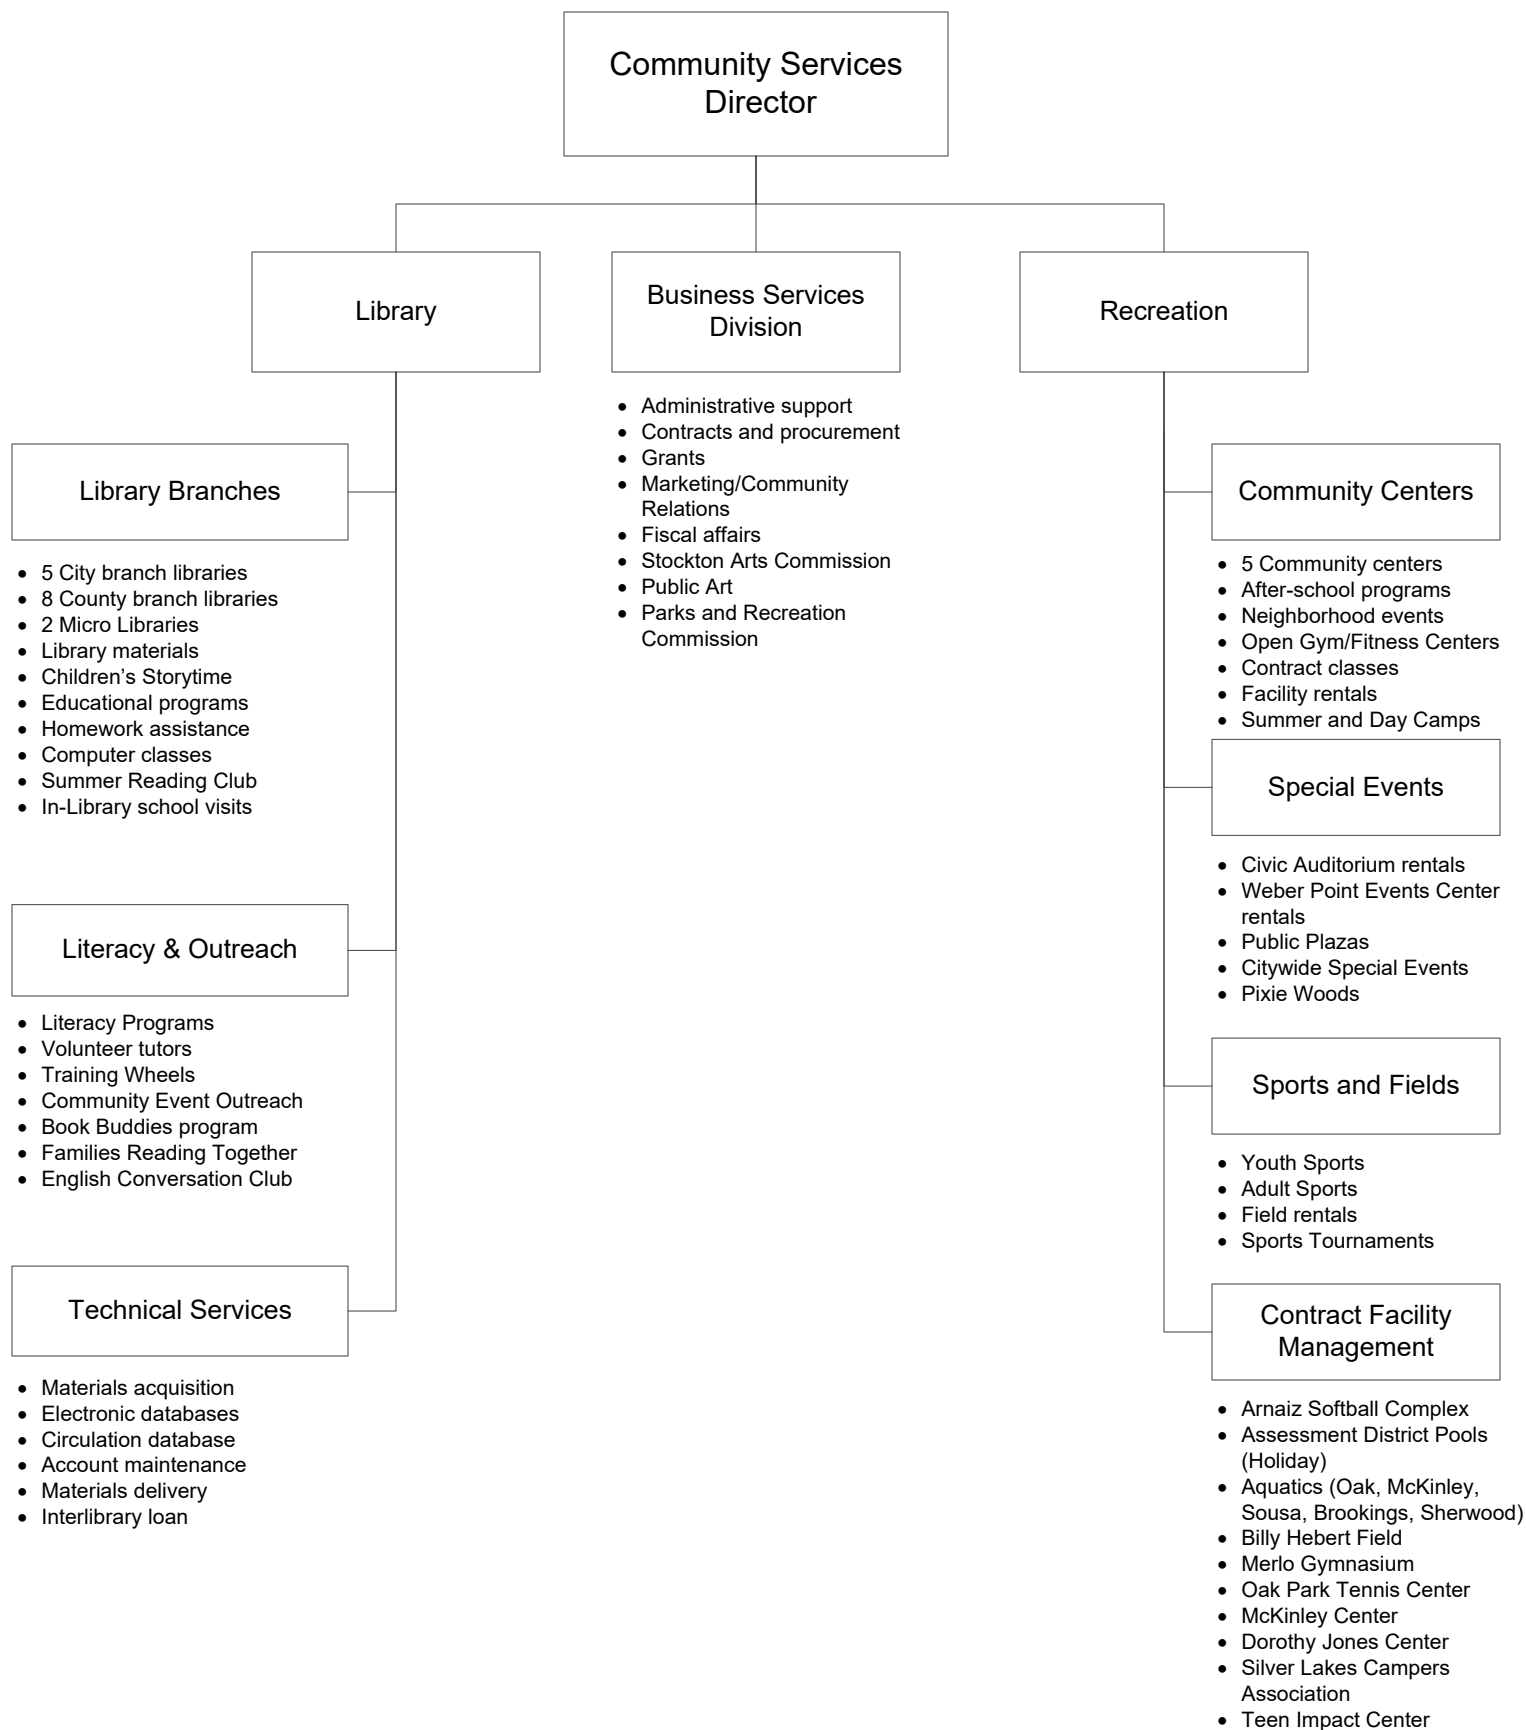 Community Services
Director
Library
Business Services
Division
Recreation
• Administrative support
• Contracts and procurement
• Grants
• Marketing/Community
Relations
• Fiscal affairs
• Stockton Arts Commission
• Public Art
• Parks and Recreation
Commission
Library Branches
• 5 City branch libraries
• 8 County branch libraries
• 2 Micro Libraries
• Library materials
• Children’s Storytime
• Educational programs
• Homework assistance
• Computer classes
• Summer Reading Club
• In-Library school visits
Literacy & Outreach
• Literacy Programs
• Volunteer tutors
• Training Wheels
• Community Event Outreach
• Book Buddies program
• Families Reading Together
• English Conversation Club
Technical Services
• Materials acquisition
• Electronic databases
• Circulation database
• Account maintenance
• Materials delivery
• Interlibrary loan
Community Centers
• 5 Community centers
• After-school programs
• Neighborhood events
• Open Gym/Fitness Centers
• Contract classes
• Facility rentals
• Summer and Day Camps
Special Events
• Civic Auditorium rentals
• Weber Point Events Center
rentals
• Public Plazas
• Citywide Special Events
• Pixie Woods
Sports and Fields
• Youth Sports
• Adult Sports
• Field rentals
• Sports Tournaments
Contract Facility
Management
• Arnaiz Softball Complex
• Assessment District Pools
(Holiday)
• Aquatics (Oak, McKinley,
Sousa, Brookings, Sherwood)
• Billy Hebert Field
• Merlo Gymnasium
• Oak Park Tennis Center
• McKinley Center
• Dorothy Jones Center
• Silver Lakes Campers
Association
• Teen Impact Center